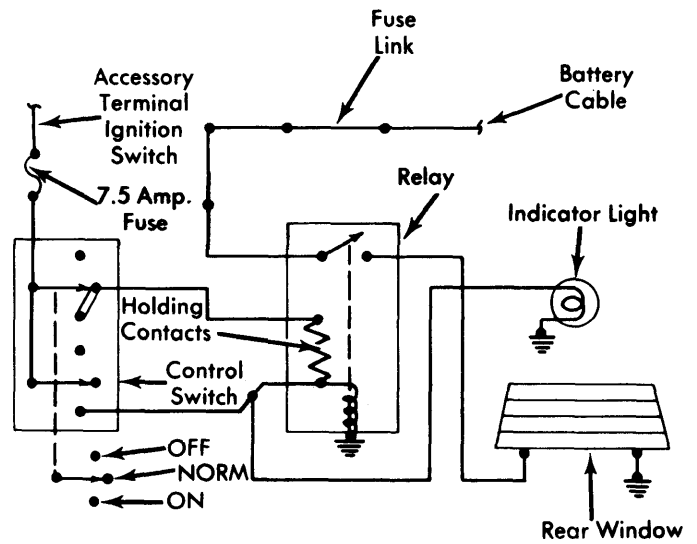 Fuse
Link
Accessory
Terminal
Ignition
Switch
Battery
Cable
7.5 Amp.
Fuse
Relay
Indicator Light
Holding
Contacts
Control
Switch
OFF
NORM
ON
Rear Window